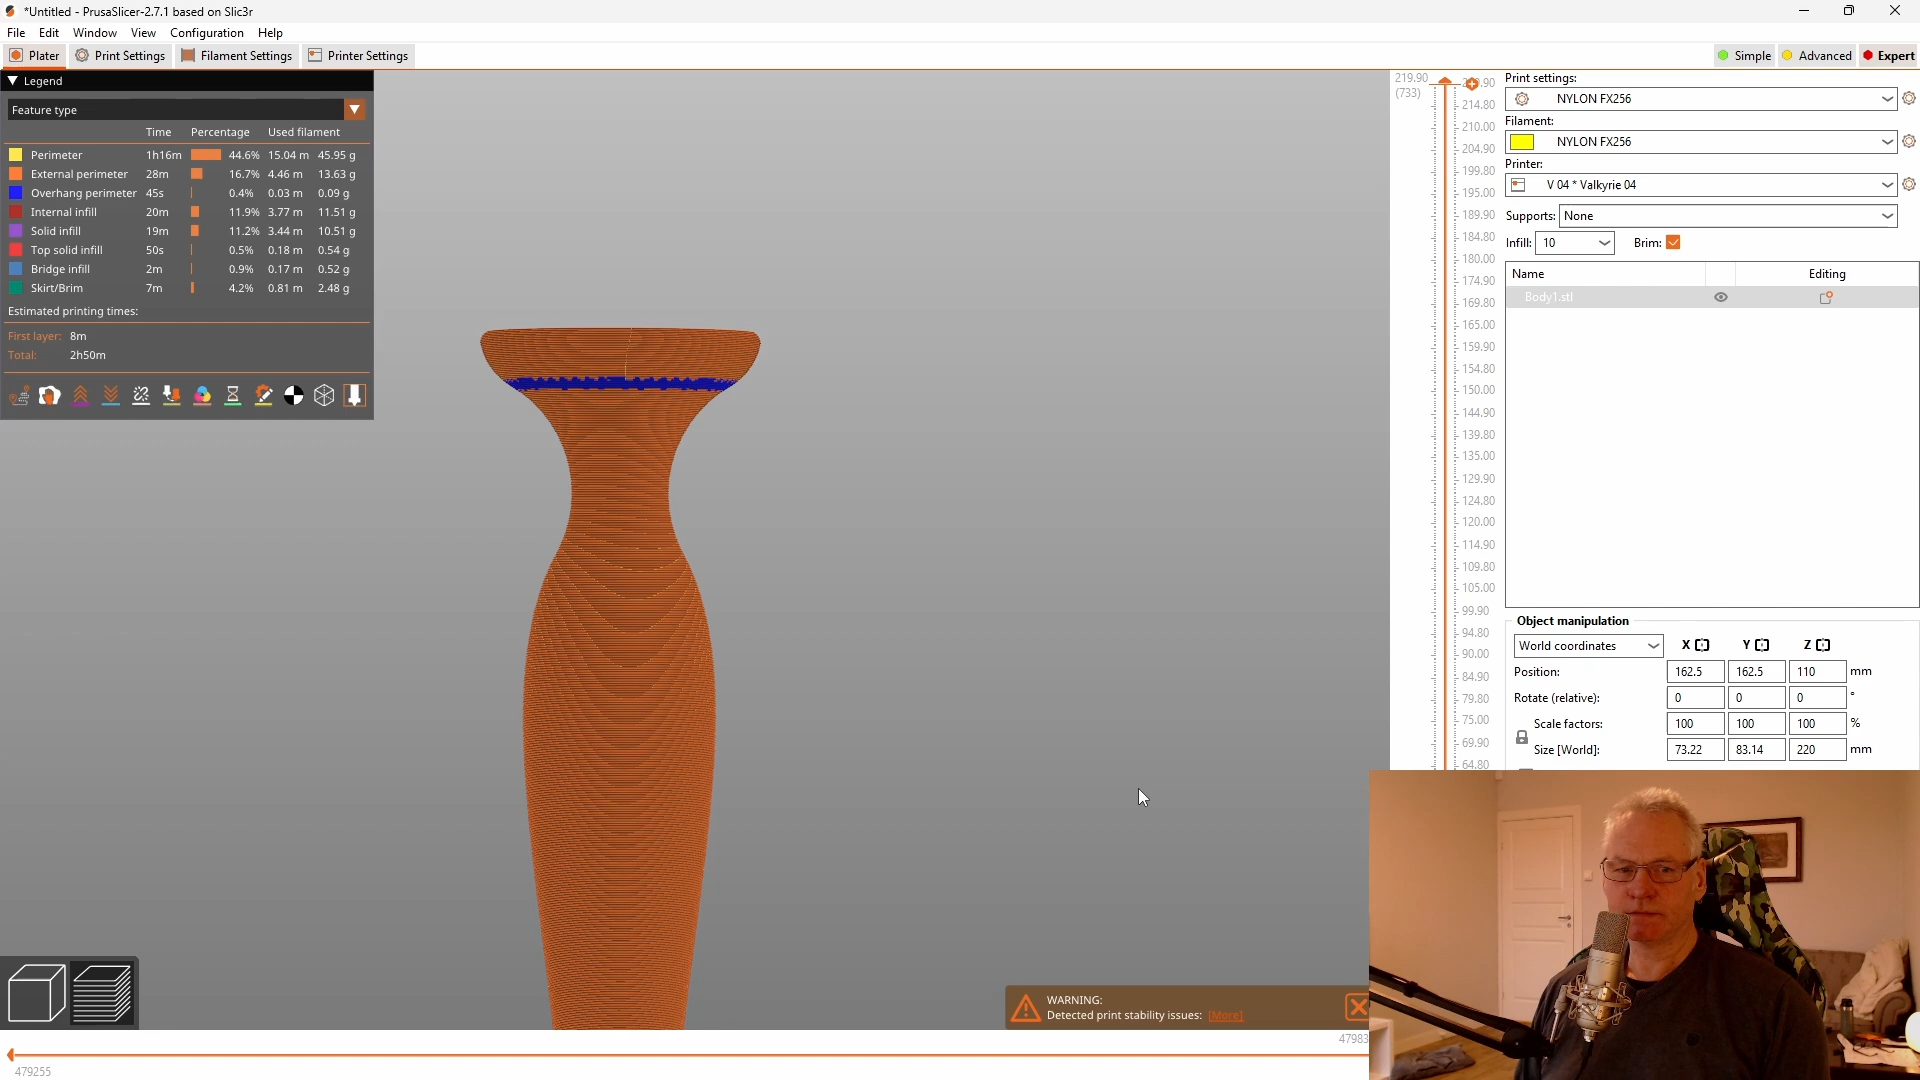 *Untitled - PrusaSlicer-2.7.1 based on Slic3r
File Edit Window View Configuration Help
Plater Print Settings Filament Settings Printer Settings
Simple Advanced Expert
Legend
Feature type
Time Percentage Used filament
Perimeter 1h16m 44.6% 15.04 m 45.95 g
External perimeter 28m 16.7% 4.46 m 13.63 g
Overhang perimeter 45s 0.4% 0.03 m 0.09 g
Internal infill 20m 11.9% 3.77 m 11.51 g
Solid infill 19m 11.2% 3.44 m 10.51 g
Top solid infill 50s 0.5% 0.18 m 0.54 g
Bridge infill 2m 0.9% 0.17 m 0.52 g
Skirt/Brim 7m 4.2% 0.81 m 2.48 g
Estimated printing times:
First layer: 8m
Total: 2h50m
219.90
(733)
214.80
210.00
204.90
199.80
195.00
189.90
184.80
180.00
174.90
169.80
165.00
159.90
154.80
150.00
144.90
139.80
135.00
129.90
124.80
120.00
114.90
109.80
105.00
99.90
94.80
90.00
84.90
79.80
75.00
69.90
64.80
Print settings:
NYLON FX256
Filament:
NYLON FX256
Printer:
V 04 * Valkyrie 04
Supports: None
Infill: 10 Brim:
Name Editing
Body1.stl
Object manipulation
World coordinates X Y Z
Position: 162.5 162.5 110 mm
Rotate (relative): 0 0 0 °
Scale factors: 100 100 100 %
Size [World]: 73.22 83.14 220 mm
WARNING:
Detected print stability issues: (More)
47983
479255